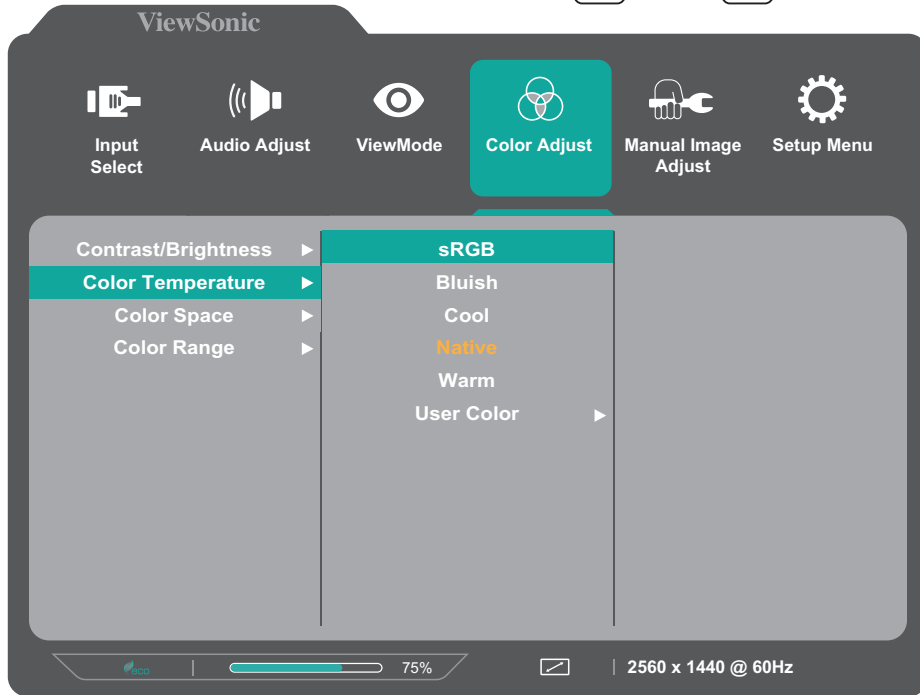 ViewSonic
Input Select
Audio Adjust
ViewMode
Color Adjust
Manual Image Adjust
Setup Menu
Contrast/Brightness ▶
sRGB
Color Temperature ▶
Bluish
Color Space ▶
Cool
Color Range ▶
Native
Warm
User Color ▶
eco
75%
2560 x 1440 @ 60Hz